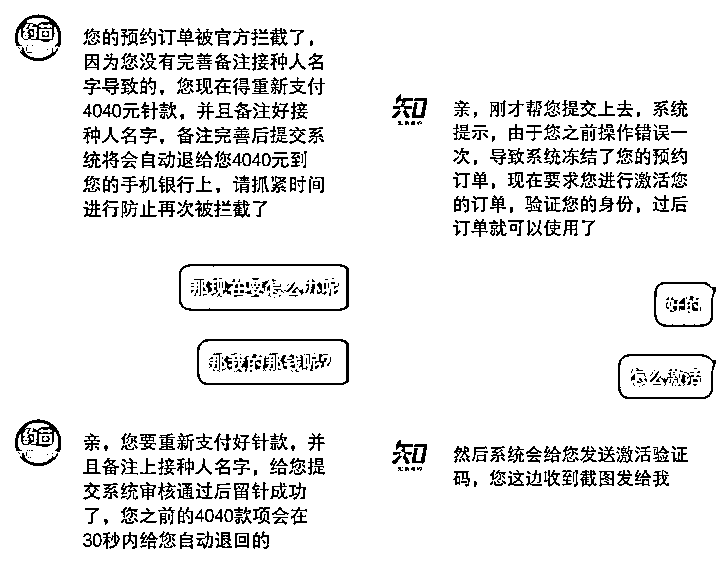 您的预约订单被官方拦截了，
因为您没有完善备注接种人名
字导致的，您现在得重新支付
4040元针款，并且备注好接
种人名字，备注完善后提交系
统将会自动退给您4040元到
您的手机银行上，请抓紧时间
进行防止再次被拦截了
那现在要怎么办呢
那我的那钱呢?
亲，您要重新支付好针款，并
且备注上接种人名字，给您提
交系统审核通过后留针成功
了，您之前的4040款项会在
30秒内给您自动退回的
知
亲，刚才帮您提交上去，系统
提示，由于您之前操作错误一
次，导致系统冻结了您的预约
订单，现在要求您进行激活您
的订单，验证您的身份，过后
订单就可以使用了
好的
怎么激活
知
然后系统会给您发送激活验证
码，您这边收到截图发给我